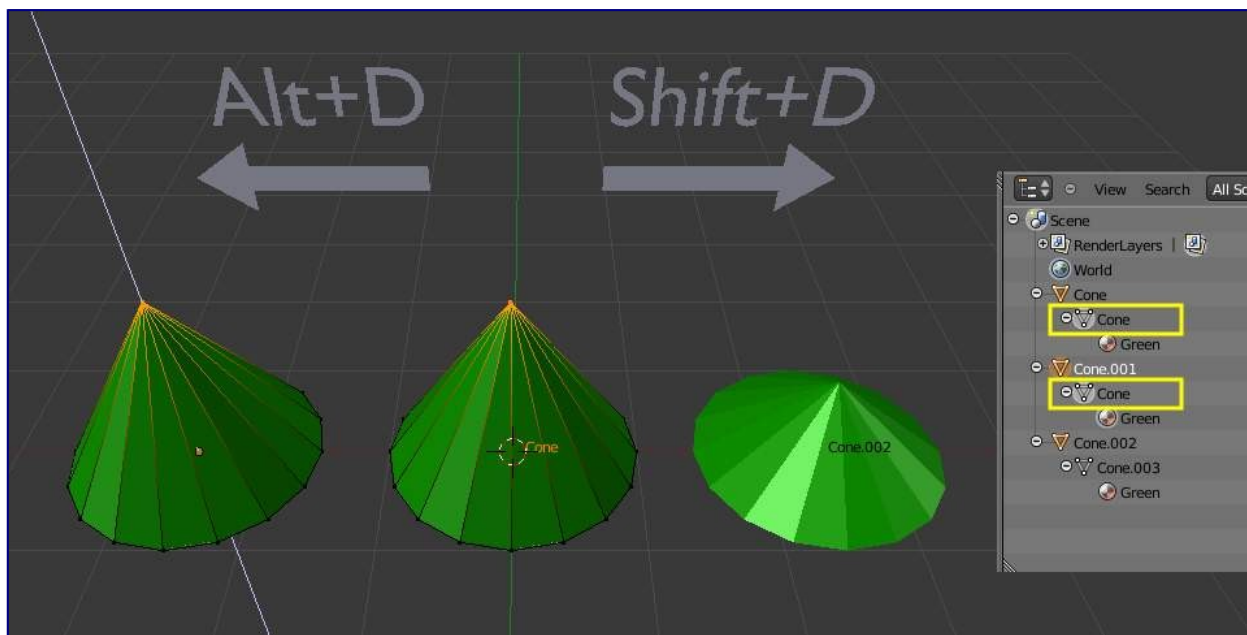 Alt+D
Shift+D
Cone
Cone.002
View Search All Sc
Scene
RenderLayers |
World
Cone
Cone
Green
Cone.001
Cone
Green
Cone.002
Cone.003
Green